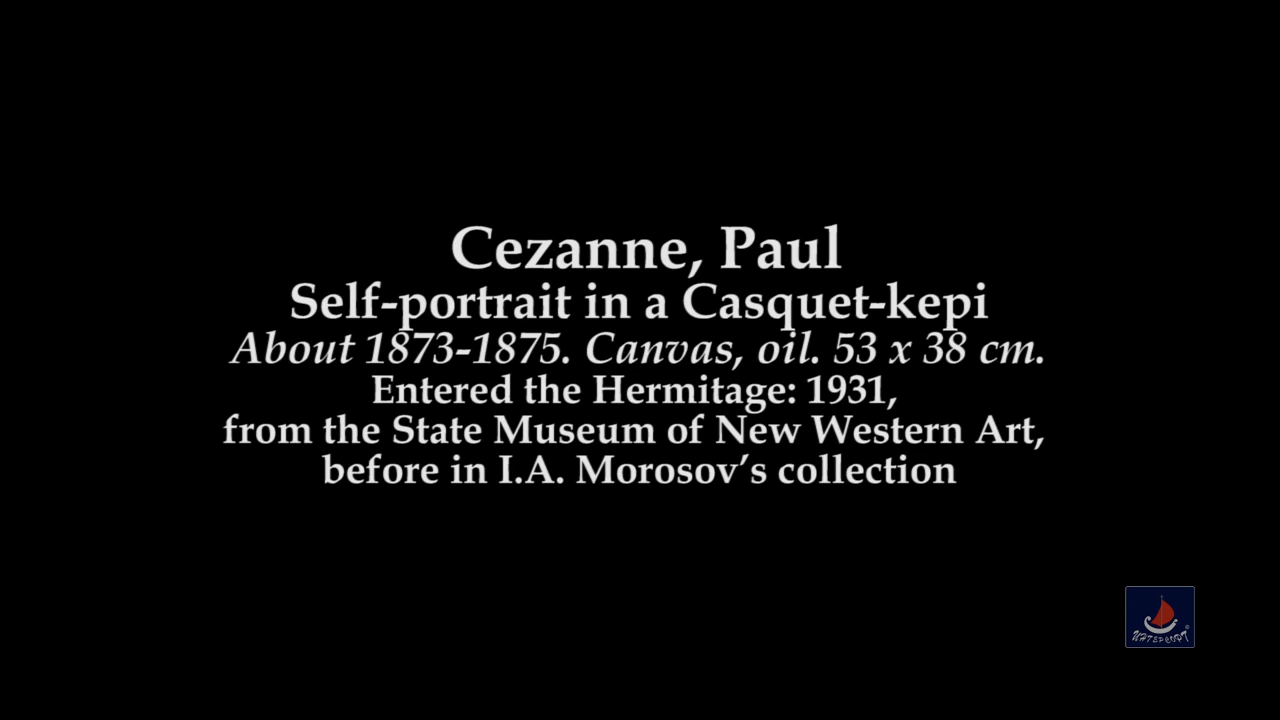 Cezanne, Paul
Self-portrait in a Casquet-kepi
About 1873-1875. Canvas, oil. 53 x 38 cm.
Entered the Hermitage: 1931,
from the State Museum of New Western Art,
before in I.A. Morosov’s collection